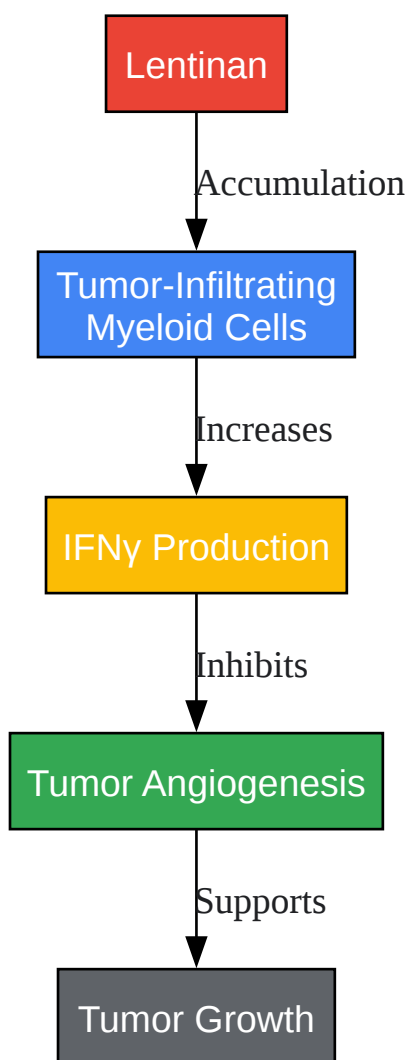 Lentinan
Accumulation
Tumor-Infiltrating
Myeloid Cells
Increases
IFNγ Production
Inhibits
Tumor Angiogenesis
Supports
Tumor Growth